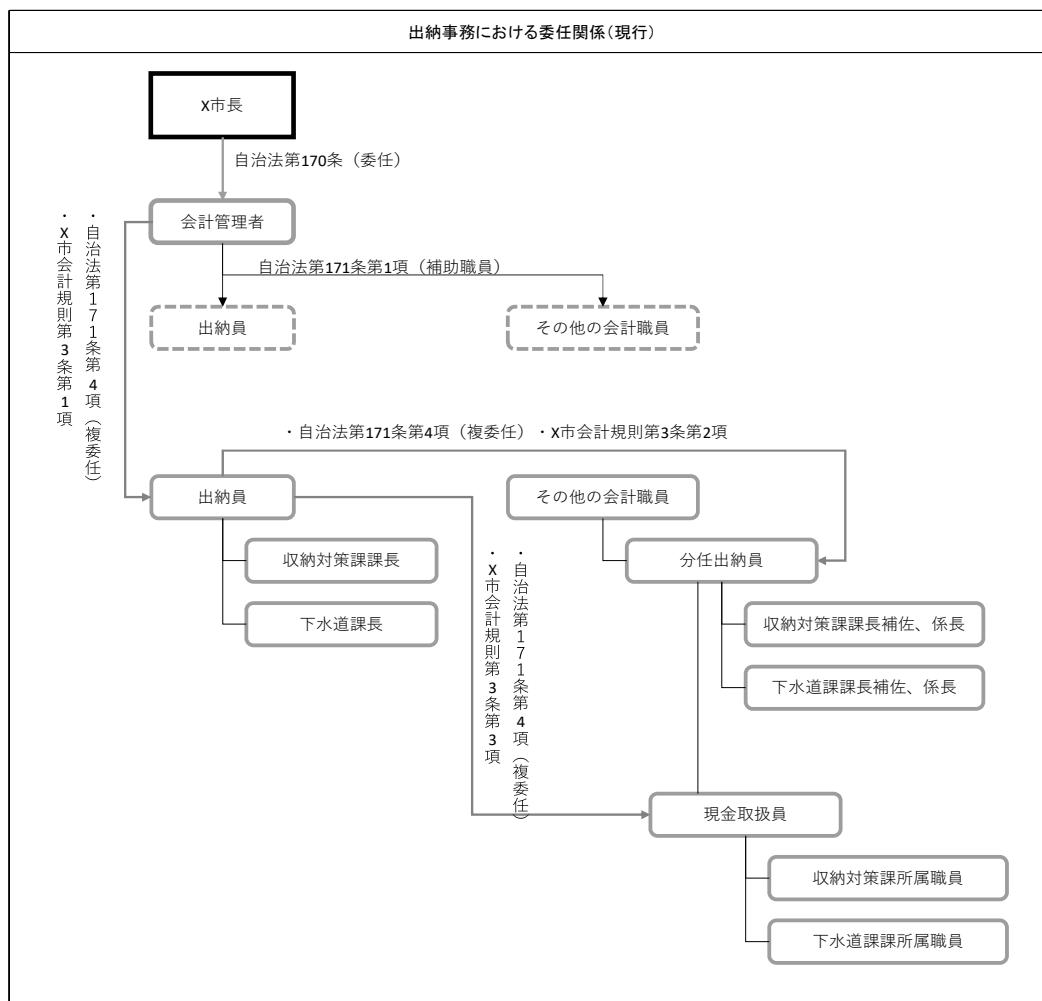 出納事務における委任関係(現行)
X市長
自治法第170条（委任）
会計管理者
・自治法第171条第4項（複委任）
・X市会計規則第3条第1項
自治法第171条第1項（補助職員）
出納員
その他の会計職員
・自治法第171条第4項（複委任）・X市会計規則第3条第2項
出納員
その他の会計職員
収納対策課課長
分任出納員
下水道課長
収納対策課課長補佐、係長
下水道課課長補佐、係長
・自治法第171条第4項（複委任）
・X市会計規則第3条第3項
現金取扱員
収納対策課所属職員
下水道課課所属職員